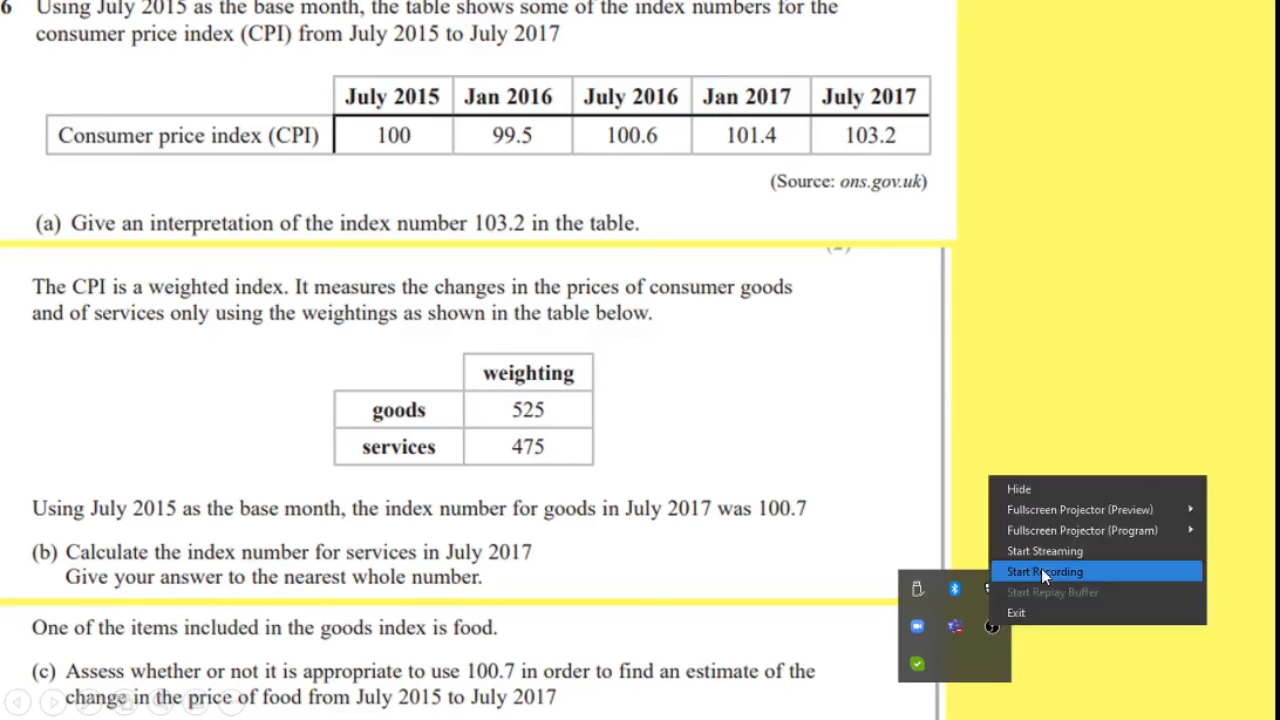 6 Using July 2015 as the base month, the table shows some of the index numbers for the
consumer price index (CPI) from July 2015 to July 2017
July 2015 Jan 2016 July 2016 Jan 2017 July 2017
Consumer price index (CPI) 100 99.5 100.6 101.4 103.2
(Source: ons.gov.uk)
(a) Give an interpretation of the index number 103.2 in the table.
The CPI is a weighted index. It measures the changes in the prices of consumer goods
and of services only using the weightings as shown in the table below.
weighting
goods 525
services 475
Using July 2015 as the base month, the index number for goods in July 2017 was 100.7
(b) Calculate the index number for services in July 2017
Give your answer to the nearest whole number.
One of the items included in the goods index is food.
(c) Assess whether or not it is appropriate to use 100.7 in order to find an estimate of the
change in the price of food from July 2015 to July 2017
Hide
Fullscreen Projector (Preview)
Fullscreen Projector (Program)
Start Streaming
Start Recording
Start Replay Buffer
Exit